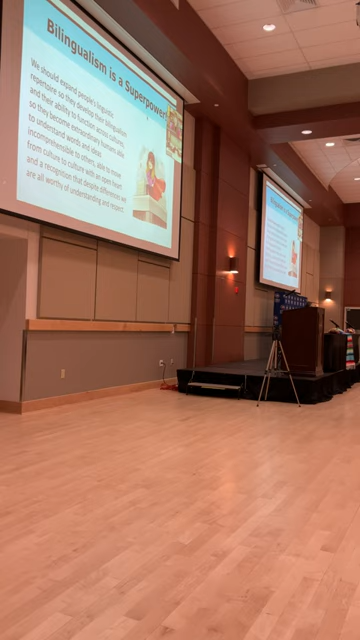 Bilingualism is a Superpower!
We should expand people's linguistic
repertoire so they develop their bilingualism
and their ability to function across cultures,
so they become extraordinary humans able
to understand words and ideas
incomprehensible to others, able to move
from culture to culture with an open heart
and a recognition that despite differences we
are all worthy of understanding and respect